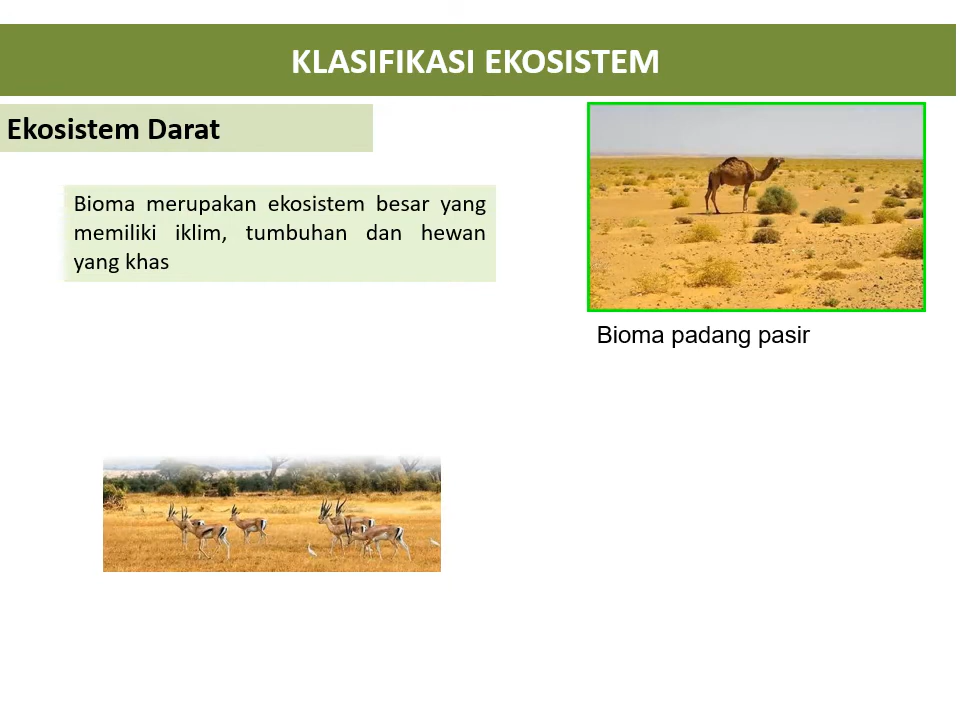 KLASIFIKASI EKOSISTEM
Ekosistem Darat
Bioma merupakan ekosistem besar yang
memiliki iklim, tumbuhan dan hewan
yang khas
Bioma padang pasir